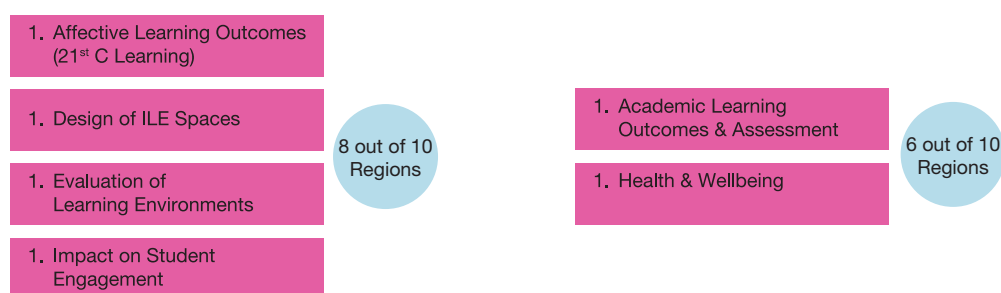 1. Affective Learning Outcomes
(21st C Learning)
1. Design of ILE Spaces
1. Evaluation of
Learning Environments
1. Impact on Student
Engagement
8 out of 10
Regions
1. Academic Learning
Outcomes & Assessment
1. Health & Wellbeing
6 out of 10
Regions